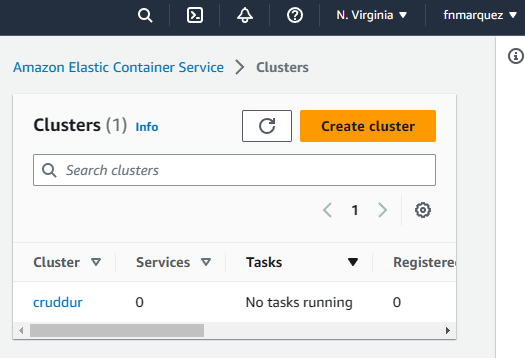 N. Virginia ▼ fnmarquez ▼
Amazon Elastic Container Service > Clusters
Clusters (1) Info Create cluster
Search clusters
1
Cluster Services Tasks Registere
cruddur 0 No tasks running 0